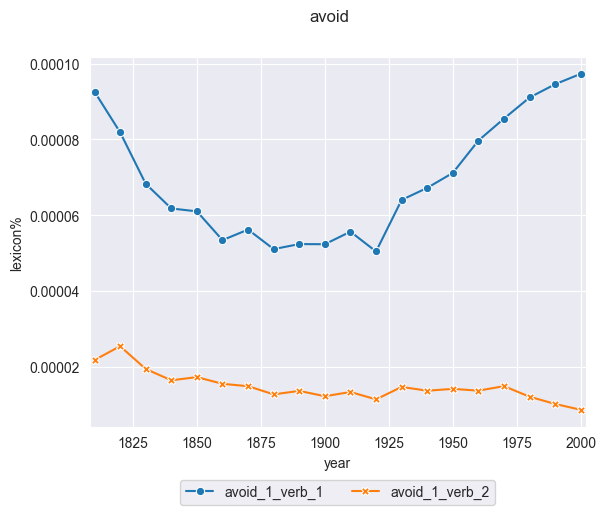 avoid
0.00010
0.00008
0.00006
0.00004
0.00002
lexicon%
1825 1850 1875 1900 1925 1950 1975 2000
year
avoid_1_verb_1 avoid_1_verb_2